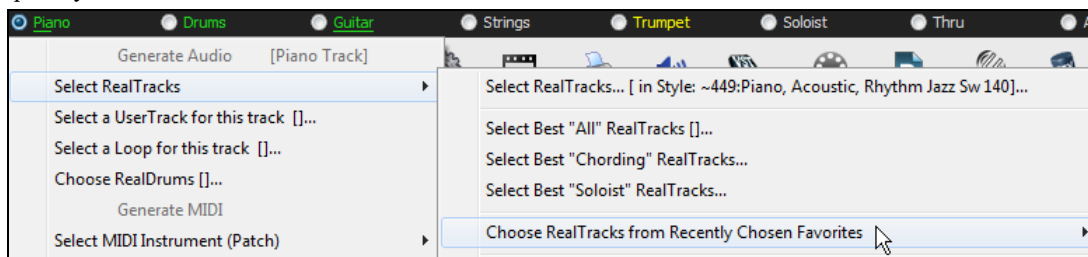 Piano Drums Guitar Strings Trumpet Soloist Thru
Generate Audio [Piano Track]
Select RealTracks
Select a UserTrack for this track []...
Select a Loop for this track []...
Choose RealDrums []...
Generate MIDI
Select MIDI Instrument (Patch)
VST
Select RealTracks... [ in Style: ~449:Piano, Acoustic, Rhythm Jazz Sw 140]...
Select Best "All" RealTracks []...
Select Best "Chording" RealTracks...
Select Best "Soloist" RealTracks...
Choose RealTracks from Recently Chosen Favorites